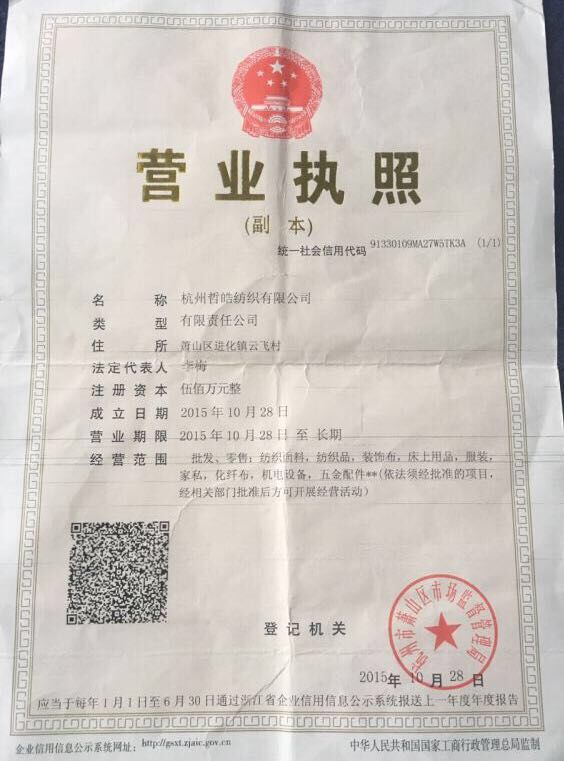 营业执照
(副 本)
统一社会信用代码 91330109MA27W5TK3A (1/1)
名 称 杭州哲皓纺织有限公司
类 型 有限责任公司
住 所 萧山区进化镇云飞村
法定代表人 李梅
注册资本 伍佰万元整
成立日期 2015年10月28日
营业期限 2015年10月28日 至 长期
经营范围 批发、零售：纺织面料，纺织品，装饰布，床上用品，服装，
家私，化纤布，机电设备，五金配件**(依法须经批准的项目，
经相关部门批准后方可开展经营活动)
登记机关
杭州市萧山区市场监督管理局
2015年 10月 28日
应当于每年1月1日至6月30日通过浙江省企业信用信息公示系统报送上一年度年度报告
企业信用信息公示系统网址：http://gsxt.zjaic.gov.cn
中华人民共和国国家工商行政管理总局监制